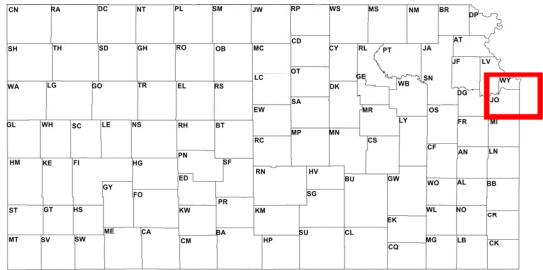 CN RA DC NT PL SM JW RP WS MS NM BR DP
AT
CD
SH TH SD GH RO OB MC CY RL PT JA JF LV WY
LC OT GE WB SN
WA LG GO TR EL RS DK DG JO
EW SA MR OS
GL WH SC LE NS RH BT LY FR MI
RC MP MN CS
CF
HM KE FI HG PN SF AN LN
RN HV
ED BU GW
GY FO SG WO AL BB
PR
ST GT HS KW KM WL NO CR
EK
ME CA BA SU CL
MT SV SW CM HP CQ MG LB CK